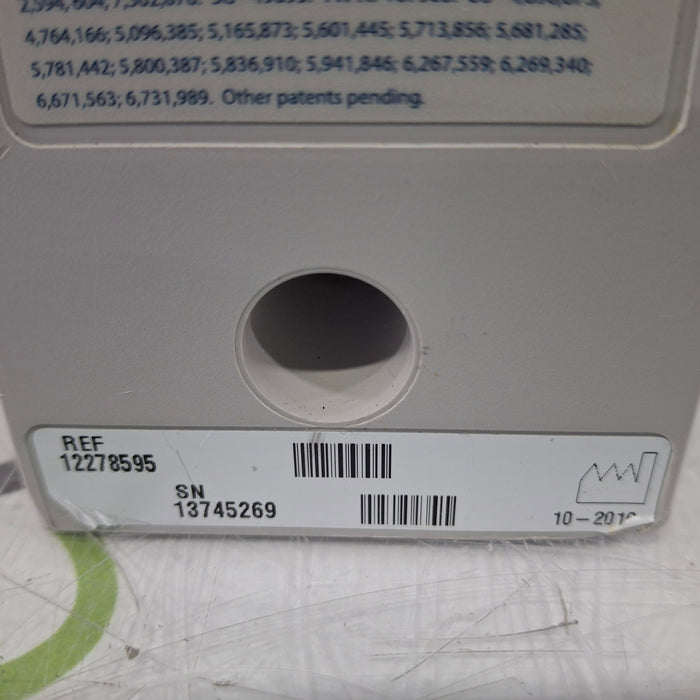 4,764,166; 5,096,385; 5,165,873; 5,601,445; 5,713,856; 5,681,285;
5,781,442; 5,800,387; 5,836,910; 5,941,846; 6,267,559; 6,269,340;
6,671,563; 6,731,989. Other patents pending.
REF
12278595
SN
13745269